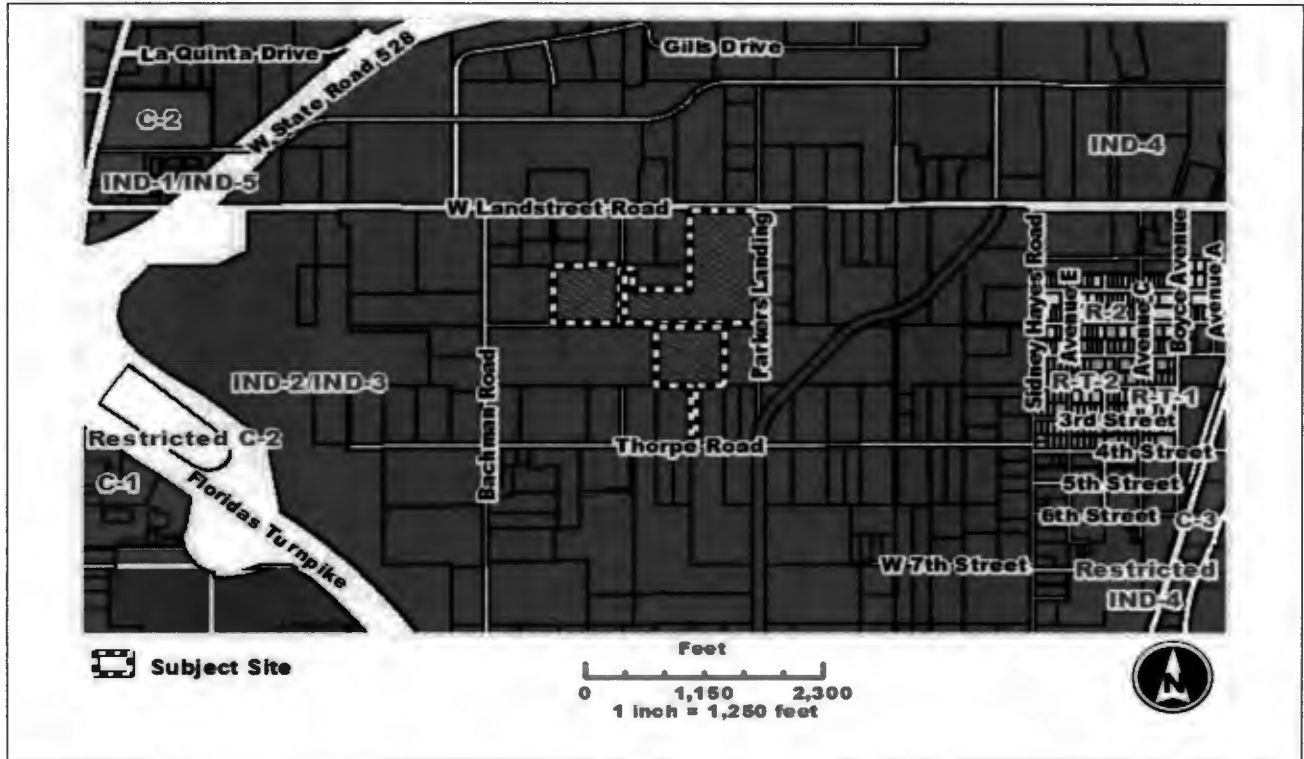 La Quinta Drive
W State Road 528
Gills Drive
C-2
IND-4
IND-1/IND-5
W Landstreet Road
Parkers Landing
Sidney Hayes Road
Avenue E
Avenue C
Boyce Avenue
Avenue A
R-2
IND-2/IND-3
Bachman Road
R-T-2
R-T-1
3rd Street
Restricted C-2
Thorpe Road
4th Street
C-1
Floridas Turnpike
5th Street
6th Street
C-3
W 7th Street
Restricted
IND-4
Subject Site
Feet
0 1,150 2,300
1 inch = 1,250 feet
N